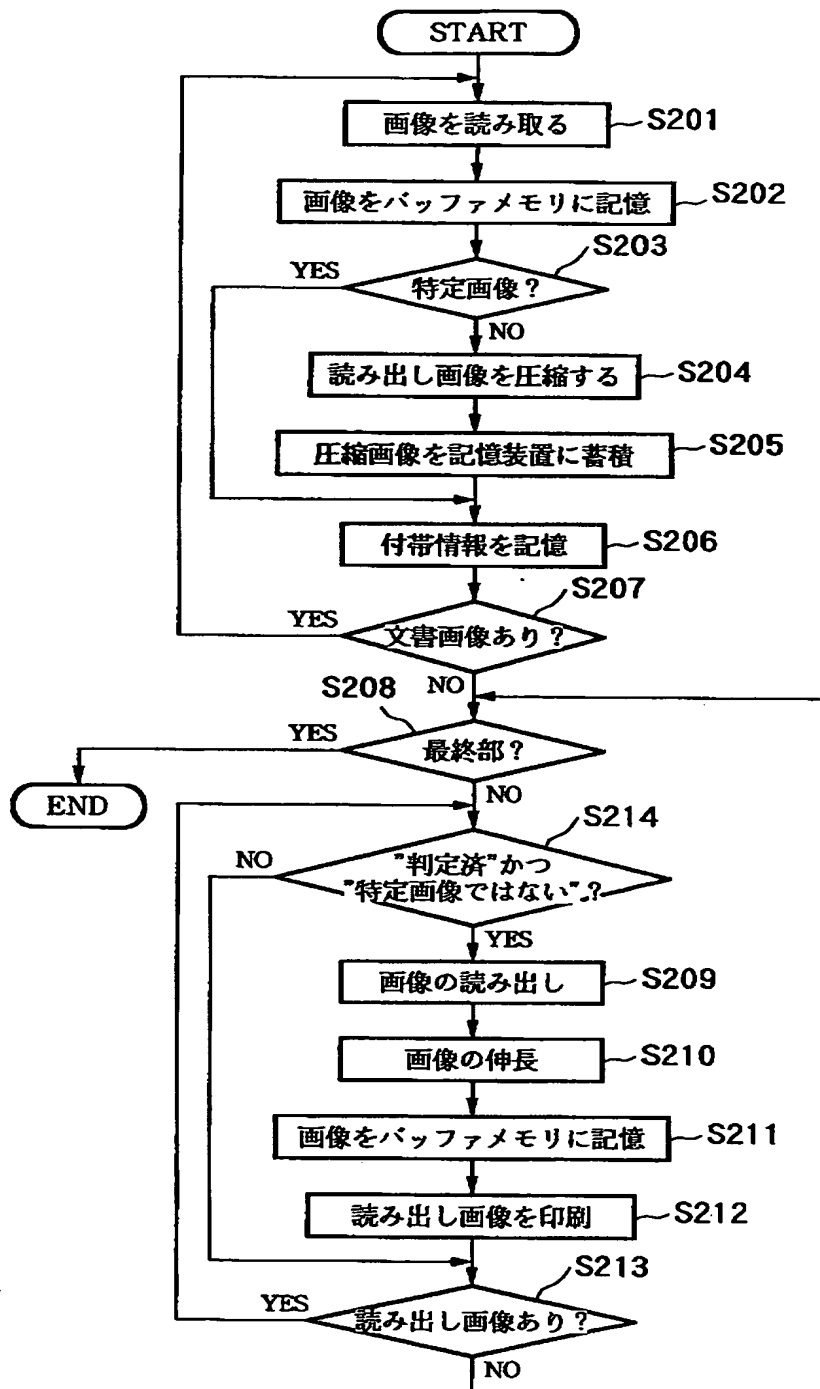 START
画像を読み取る
S201
画像をバッファメモリに記憶
S202
S203
YES
特定画像?
NO
読み出し画像を圧縮する
S204
圧縮画像を記憶装置に蓄積
S205
付帯情報を記憶
S206
S207
YES
文書画像あり?
NO
S208
YES
最終部?
END
NO
S214
NO
"判定済"かつ
"特定画像ではない"?
YES
画像の読み出し
S209
画像の伸長
S210
画像をバッファメモリに記憶
S211
読み出し画像を印刷
S212
S213
YES
読み出し画像あり?
NO